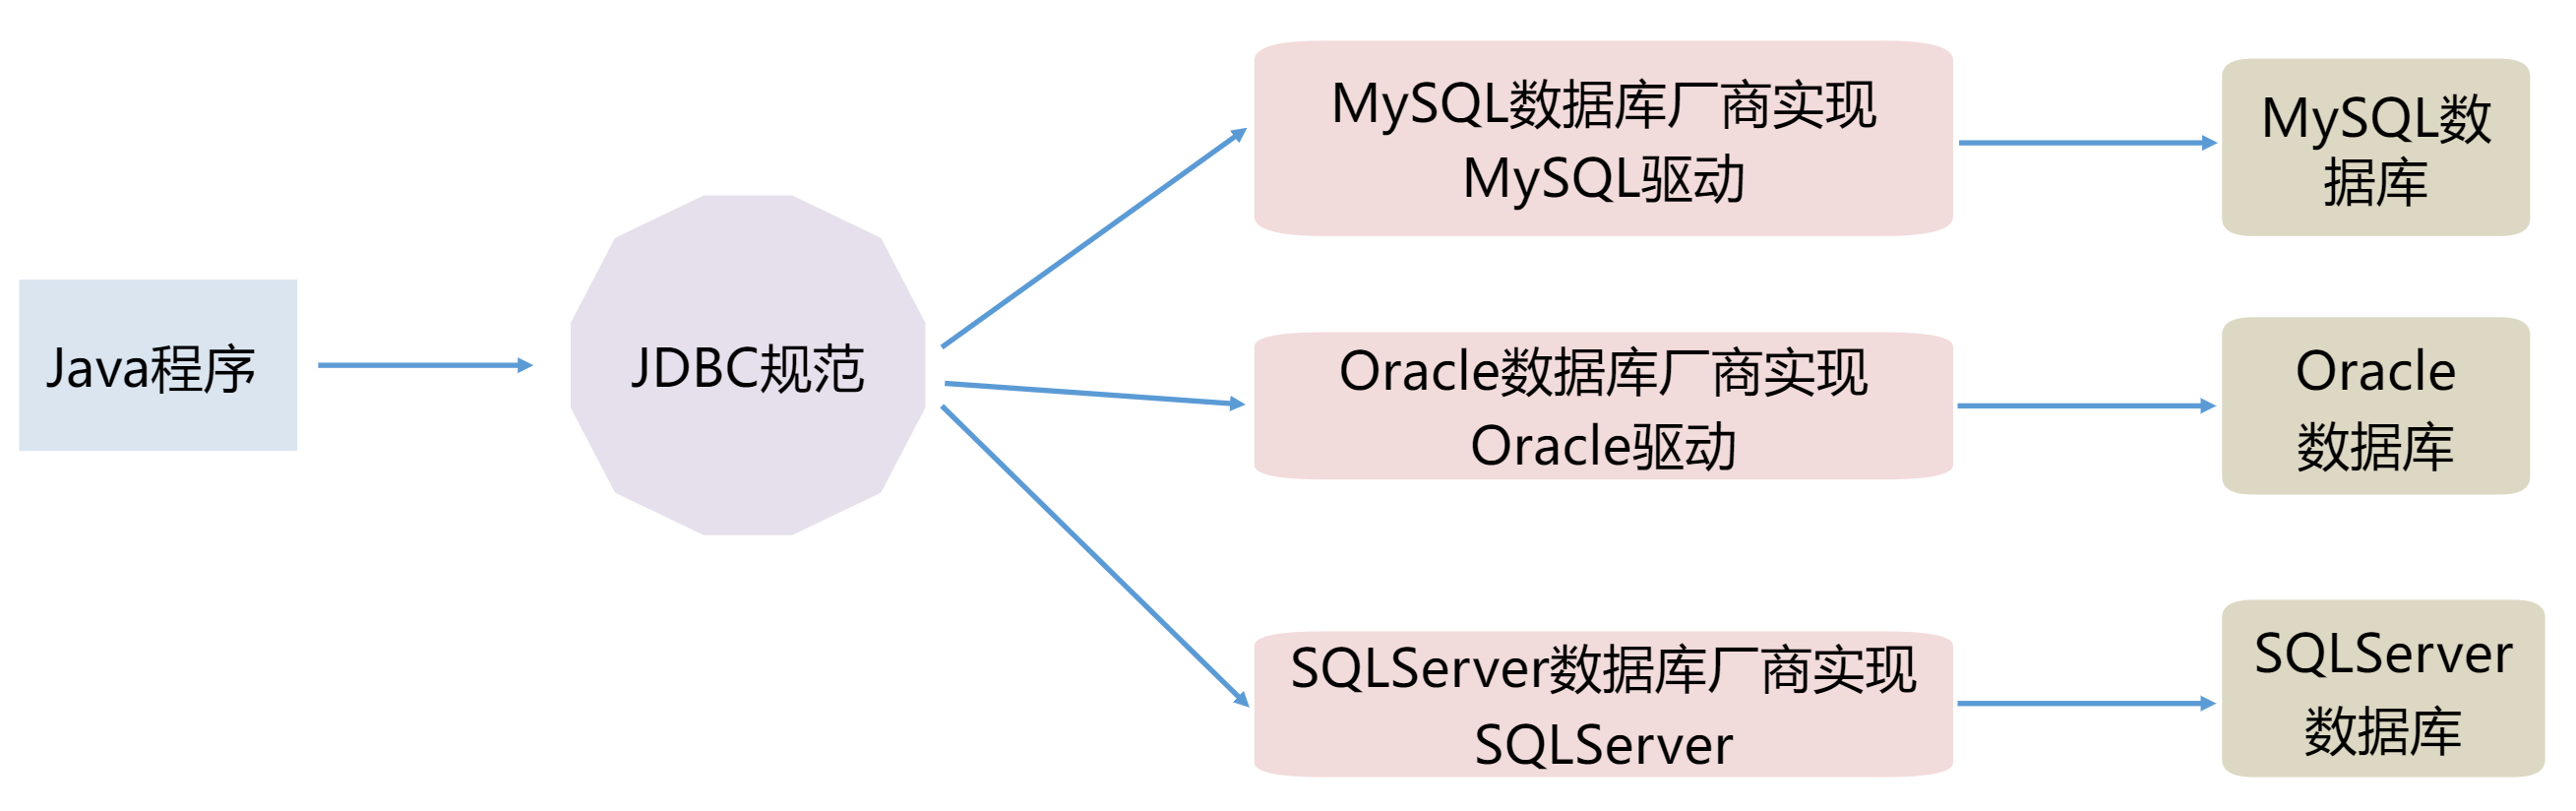 Java程序
JDBC规范
MySQL数据库厂商实现
MySQL驱动
MySQL数
据库
Oracle数据库厂商实现
Oracle驱动
Oracle
数据库
SQLServer数据库厂商实现
SQLServer
SQLServer
数据库